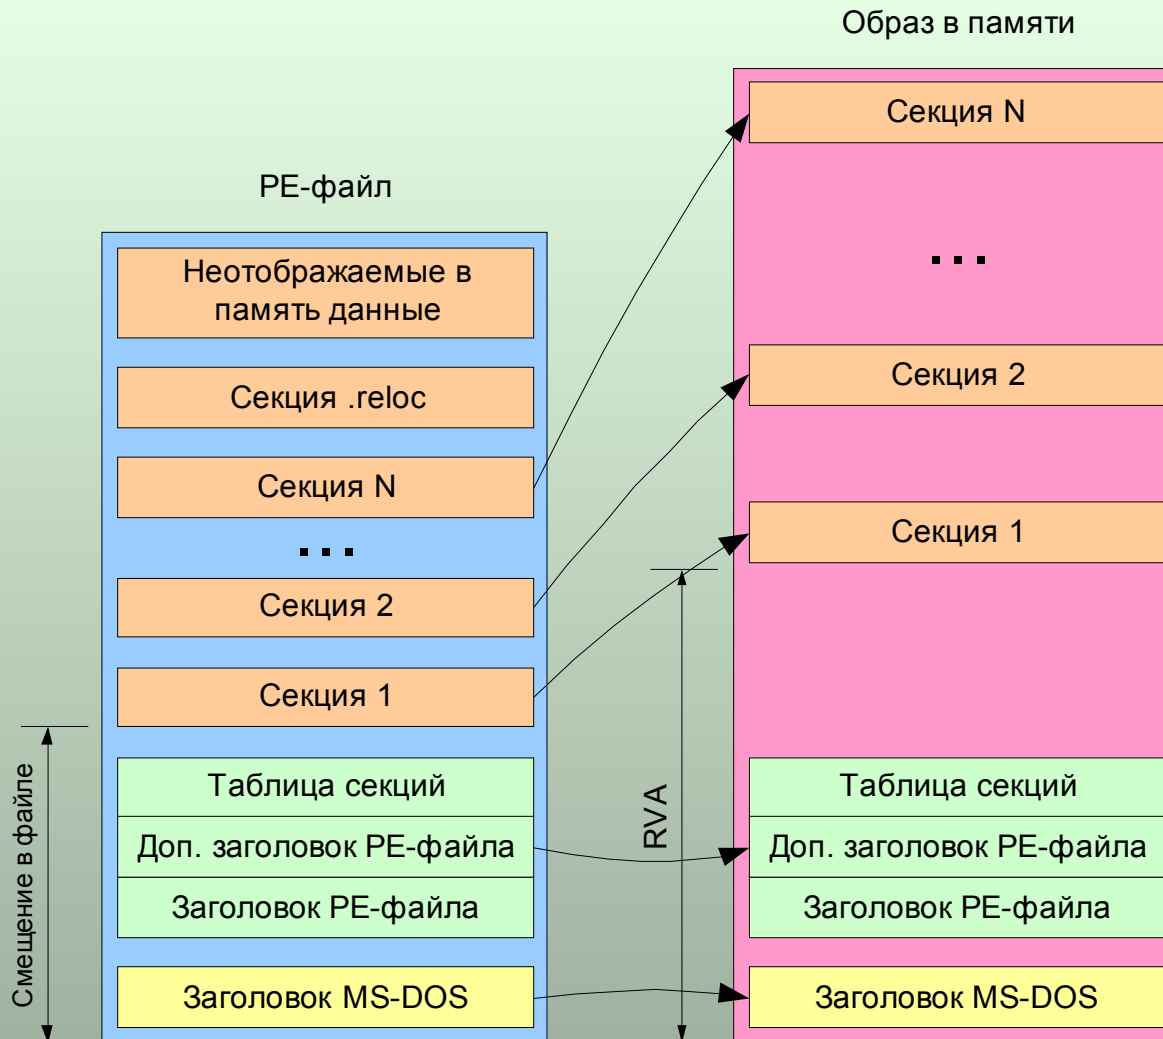 Образ в памяти
PE-файл
Неотображаемые в
память данные
Секция .reloc
Секция N
...
Секция 2
Секция 1
Таблица секций
Доп. заголовок PE-файла
Заголовок PE-файла
Заголовок MS-DOS
Смещение в файле
RVA
Секция N
...
Секция 2
Секция 1
Таблица секций
Доп. заголовок PE-файла
Заголовок PE-файла
Заголовок MS-DOS